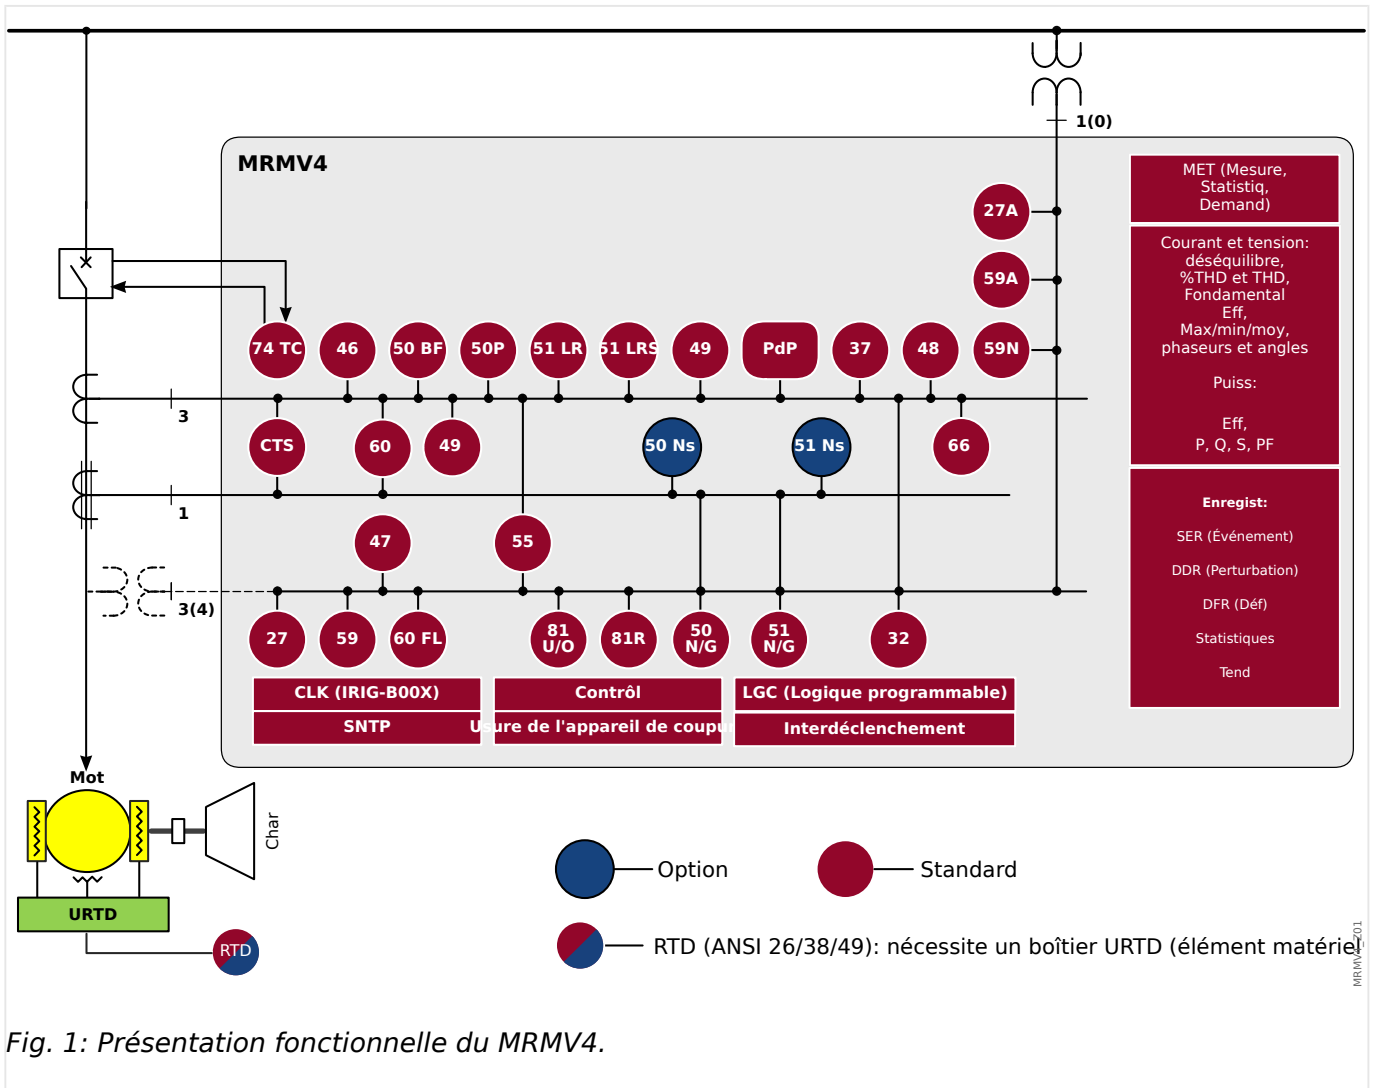 1(0)
MRMV4
MET (Mesure,
Statistiq,
Demand)
27A
59A
Courant et tension:
déséquilibre,
%THD et THD,
Fondamental
Eff,
Max/min/moy,
phaseurs et angles
Puiss:
Eff,
P, Q, S, PF
74 TC
46
50 BF
50P
51 LR
51 LRS
49
PdP
37
48
59N
3
CTS
60
49
50 Ns
51 Ns
66
1
47
55
3(4)
27
59
60 FL
81
U/O
81R
50
N/G
51
N/G
32
Enregist:
SER (Événement)
DDR (Perturbation)
DFR (Déf)
Statistiques
Tend
CLK (IRIG-B00X)
Contrôl
LGC (Logique programmable)
SNTP
Usure de l'appareil de coupu
Interdéclenchement
Mot
Char
URTD
RTD
Option
Standard
RTD (ANSI 26/38/49): nécessite un boîtier URTD (élément matériel
Fig. 1: Présentation fonctionnelle du MRMV4.